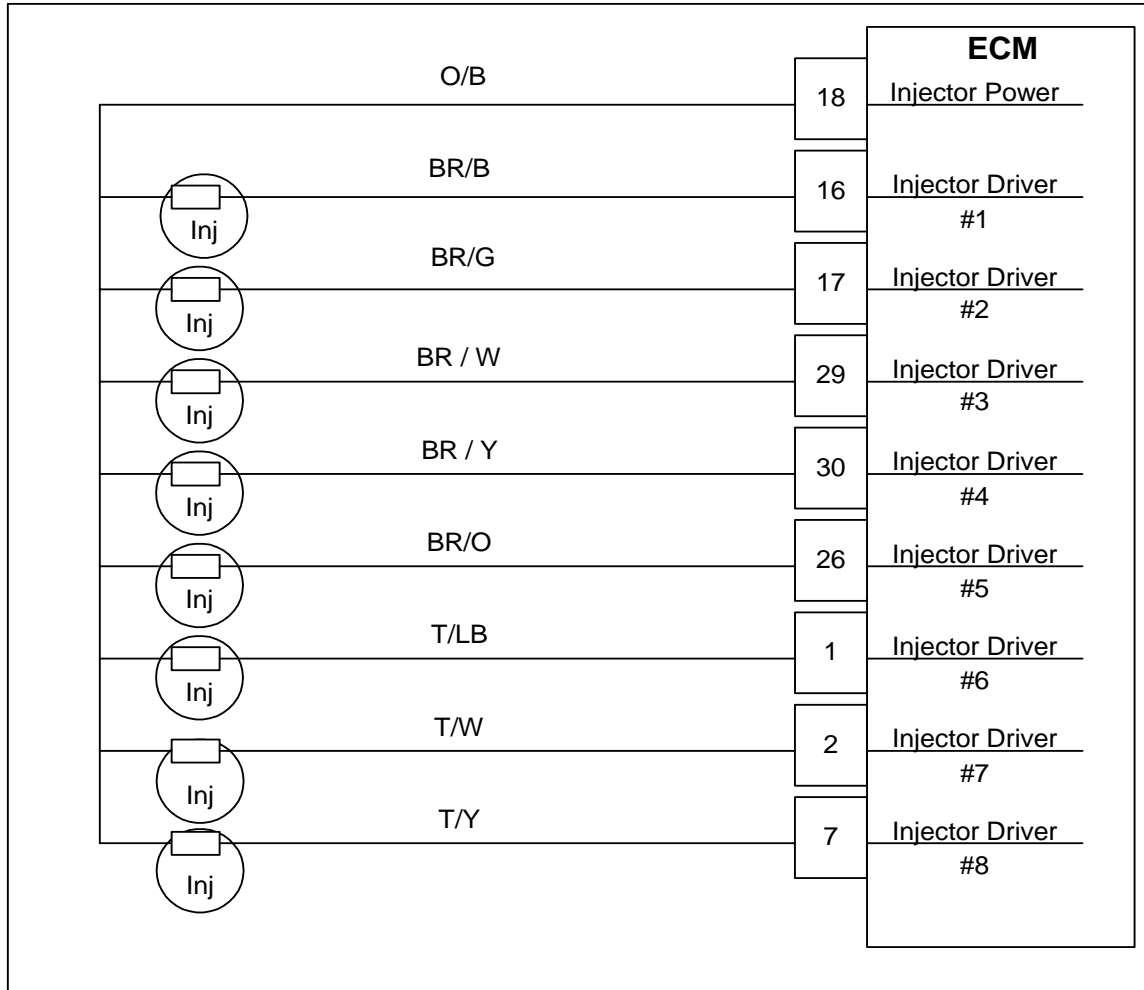 ECM
O/B
18
Injector Power
BR/B
16
Injector Driver
#1
Inj
BR/G
17
Injector Driver
#2
Inj
BR / W
29
Injector Driver
#3
Inj
BR / Y
30
Injector Driver
#4
Inj
BR/O
26
Injector Driver
#5
Inj
T/LB
1
Injector Driver
#6
Inj
T/W
2
Injector Driver
#7
Inj
T/Y
7
Injector Driver
#8
Inj